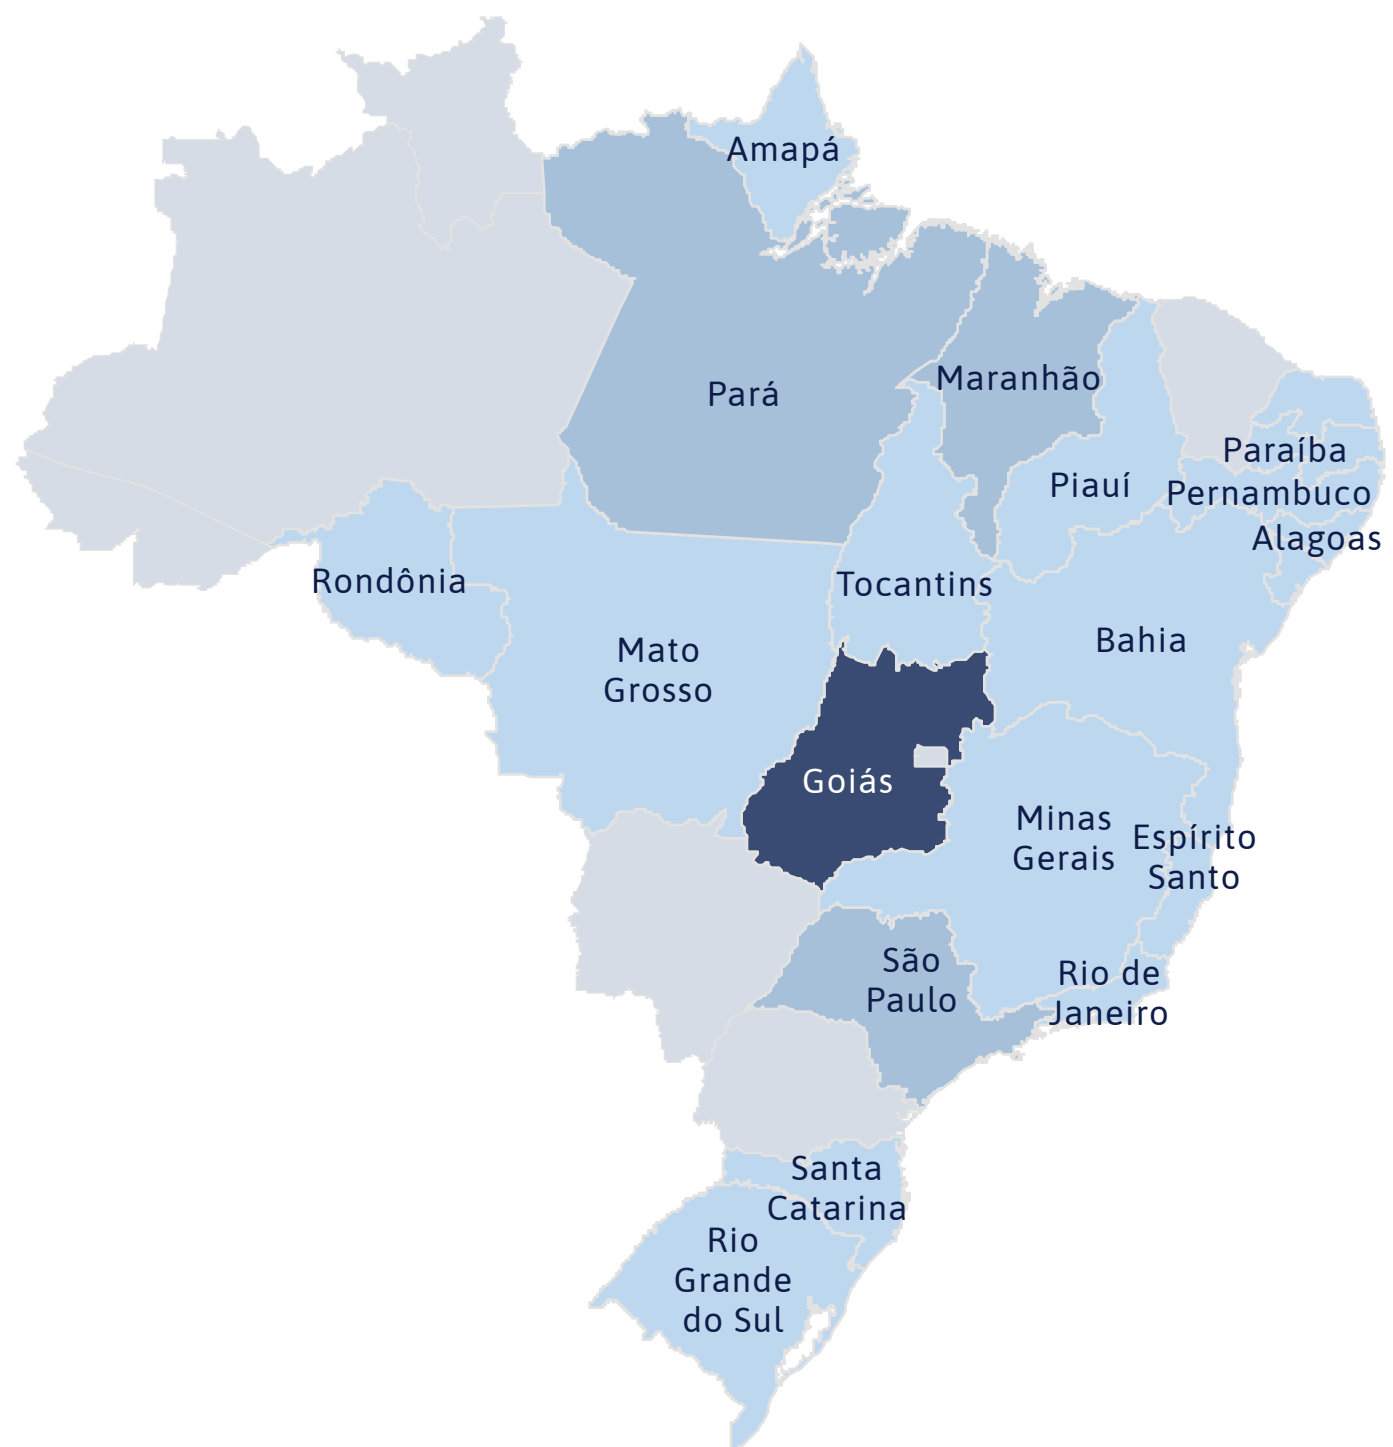 Amapá
Maranhão
Pará
Paraíba
Piauí
Pernambuco
Alagoas
Rondônia
Tocantins
Bahia
Mato
Grosso
Goiás
Minas
Gerais
Espírito
Santo
São
Paulo
Rio de
Janeiro
Santa
Catarina
Rio
Grande
do Sul